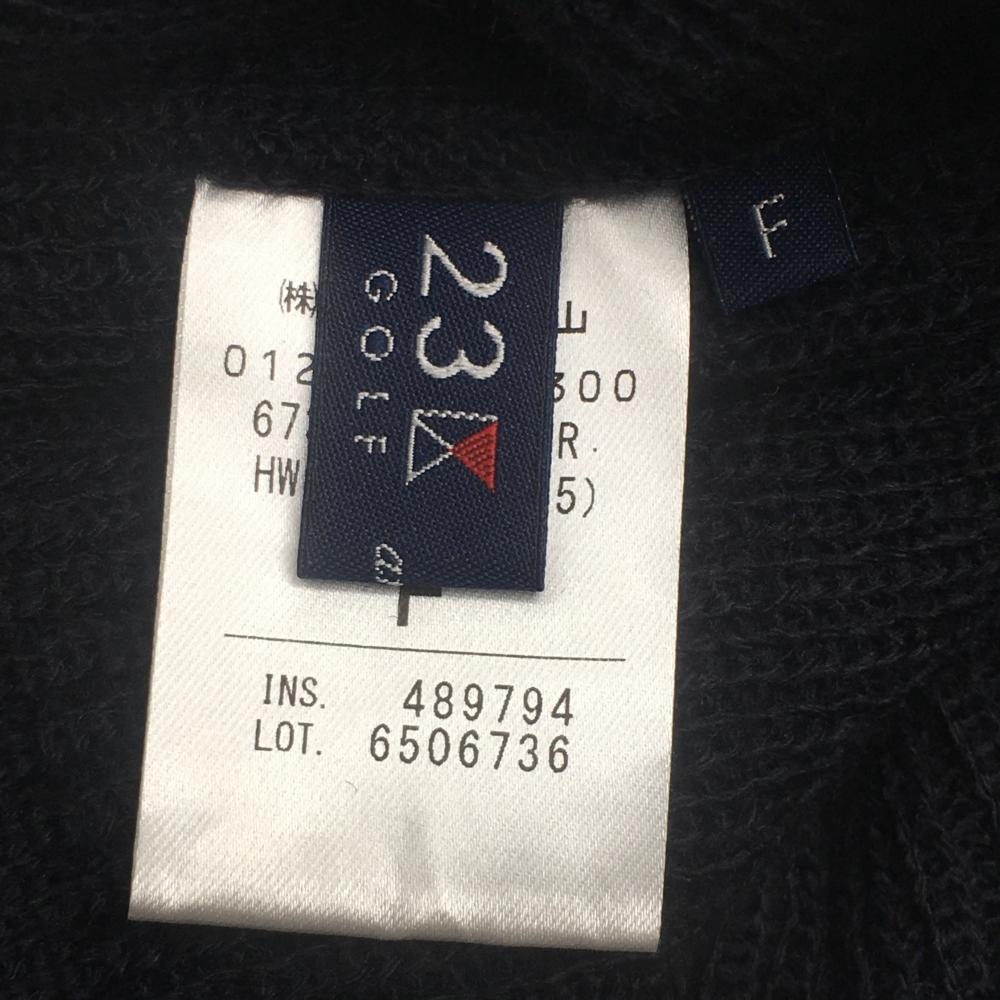 23
GOLF
F
(株 山
012 300
67 R.
HW 5)
INS. 489794
LOT. 6506736